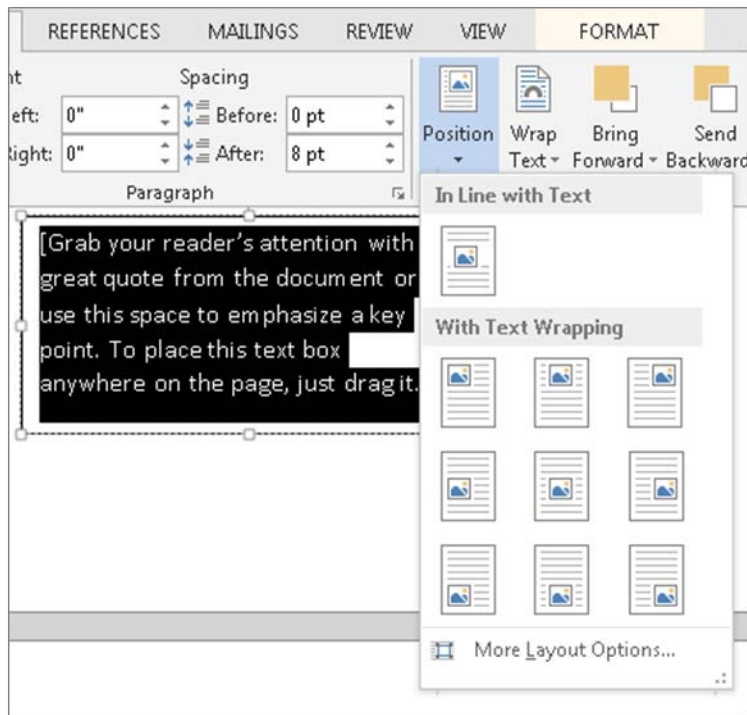 REFERENCES MAILINGS REVIEW VIEW FORMAT
nt Spacing
eft: 0" Before: 0 pt
Right: 0" After: 8 pt
Paragraph
Position Wrap Text Bring Forward Send Backward
In Line with Text
With Text Wrapping
More Layout Options...
[Grab your reader's attention with
great quote from the document or
use this space to emphasize a key
point. To place this text box
anywhere on the page, just drag it.